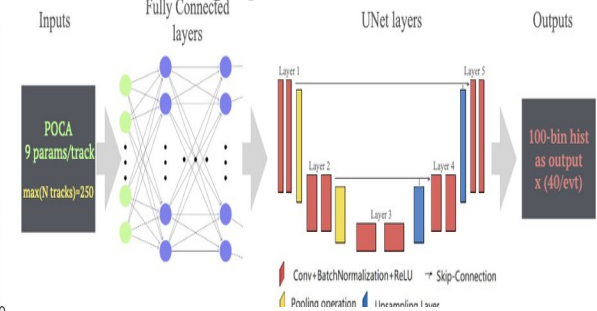 Inputs
Fully Connected
layers
UNet layers
Outputs
POCA
9 params/track
max(N tracks)=250
Layer 1
Layer 2
Layer 3
Layer 4
Layer 5
100-bin hist
as output
x (40/evt)
Conv+BatchNormalization+ReLU
Skip-Connection
Pooling operation
Upsampling Layer